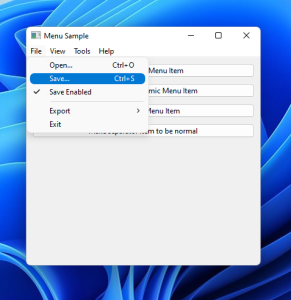 Menu Sample
File View Tools Help
Open... Ctrl+O
Save... Ctrl+S
Save Enabled
Export
Exit
Menu Item
mic Menu Item
Menu Item
item to be normal